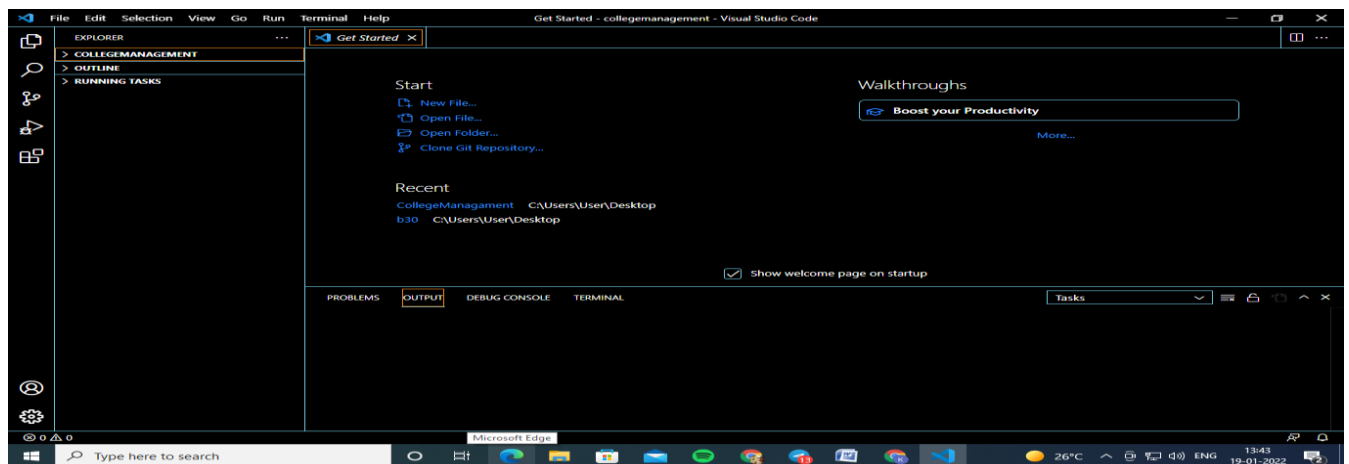 File Edit Selection View Go Run Terminal Help Get Started - collegemanagement - Visual Studio Code
EXPLORER
Get Started
COLLEGEMANAGEMENT
OUTLINE
RUNNING TASKS
Start
New File...
Open File...
Open Folder...
Clone Git Repository...
Recent
CollegeManagament C:\Users\User\Desktop
b30 C:\Users\User\Desktop
Walkthroughs
Boost your Productivity
More...
Show welcome page on startup
PROBLEMS OUTPUT DEBUG CONSOLE TERMINAL Tasks
0 0
Microsoft Edge
Type here to search 26°C ENG 13:43
19-01-2022